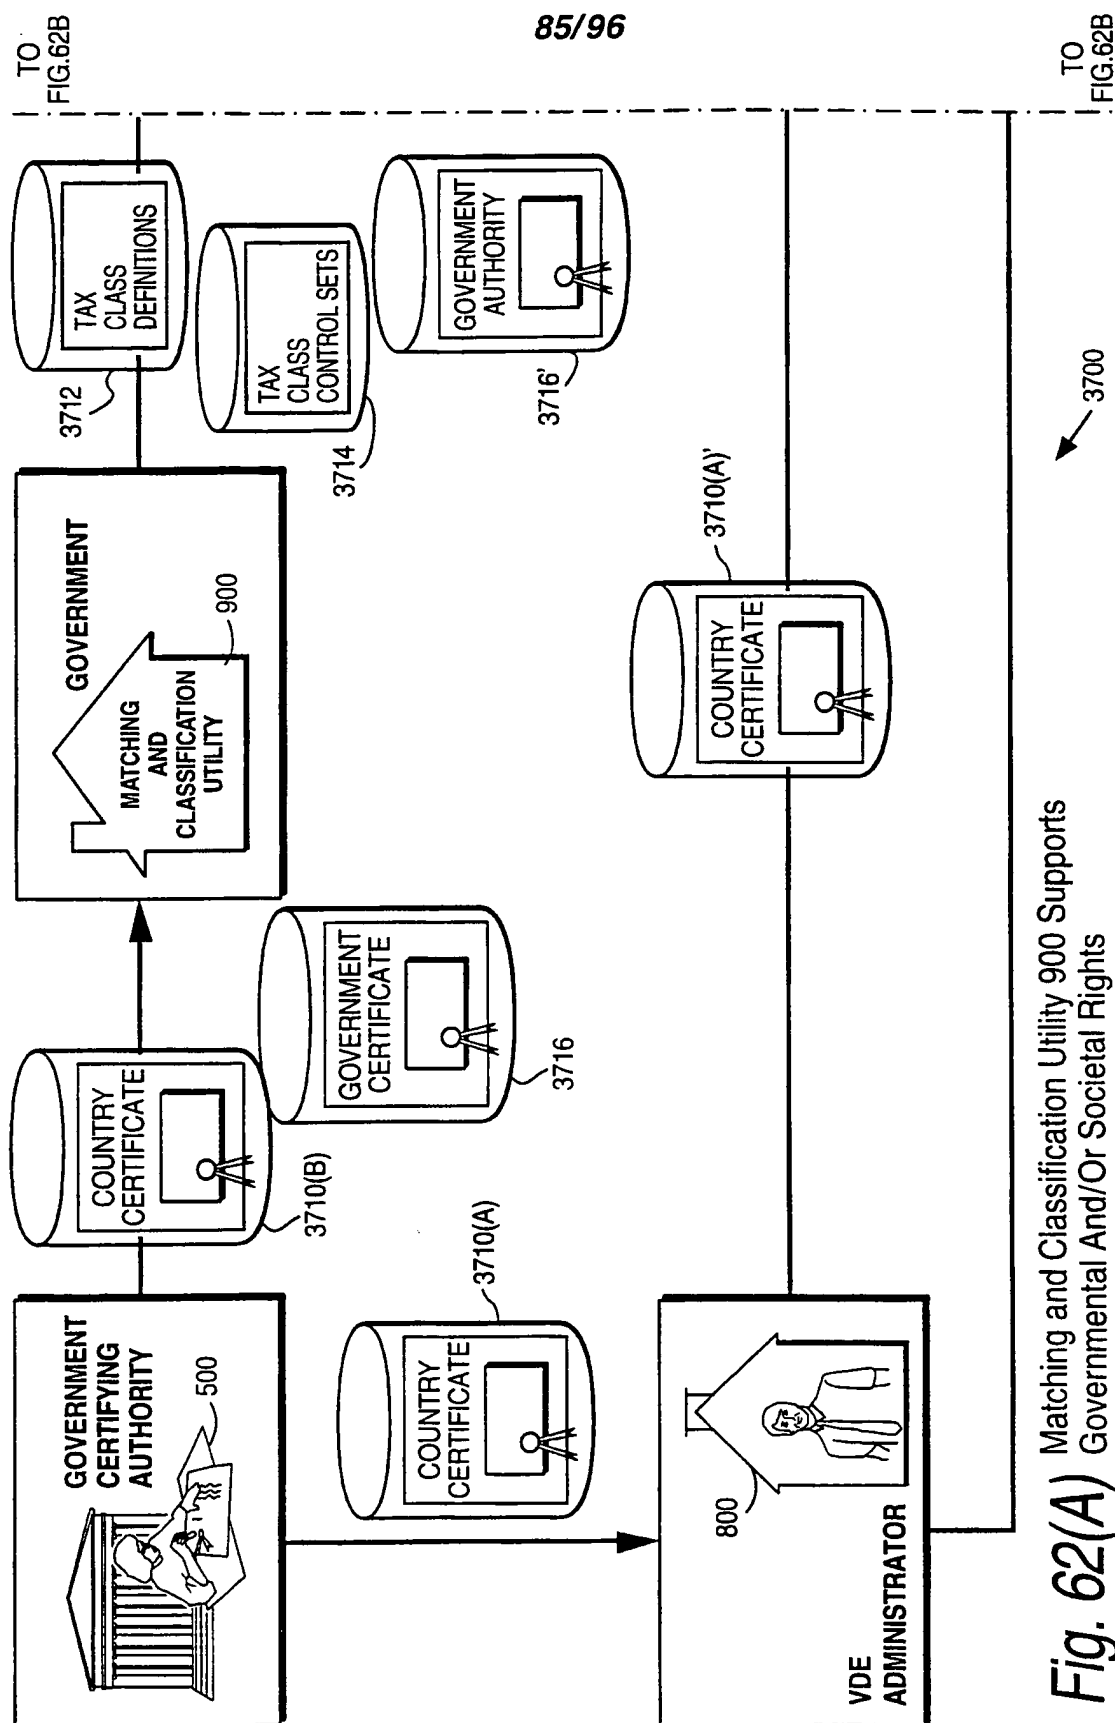 85/96
TO
FIG.62B
TO
FIG.62B
GOVERNMENT
CERTIFYING
AUTHORITY
500
COUNTRY
CERTIFICATE
3710(B)
GOVERNMENT
CERTIFICATE
3716
GOVERNMENT
MATCHING
AND
CLASSIFICATION
UTILITY
900
TAX
CLASS
DEFINITIONS
3712
TAX
CLASS
CONTROL SETS
3714
GOVERNMENT
AUTHORITY
3716'
COUNTRY
CERTIFICATE
3710(A)
VDE
ADMINISTRATOR
800
COUNTRY
CERTIFICATE
3710(A)'
3700
Fig. 62(A) Matching and Classification Utility 900 Supports
Governmental And/Or Societal Rights